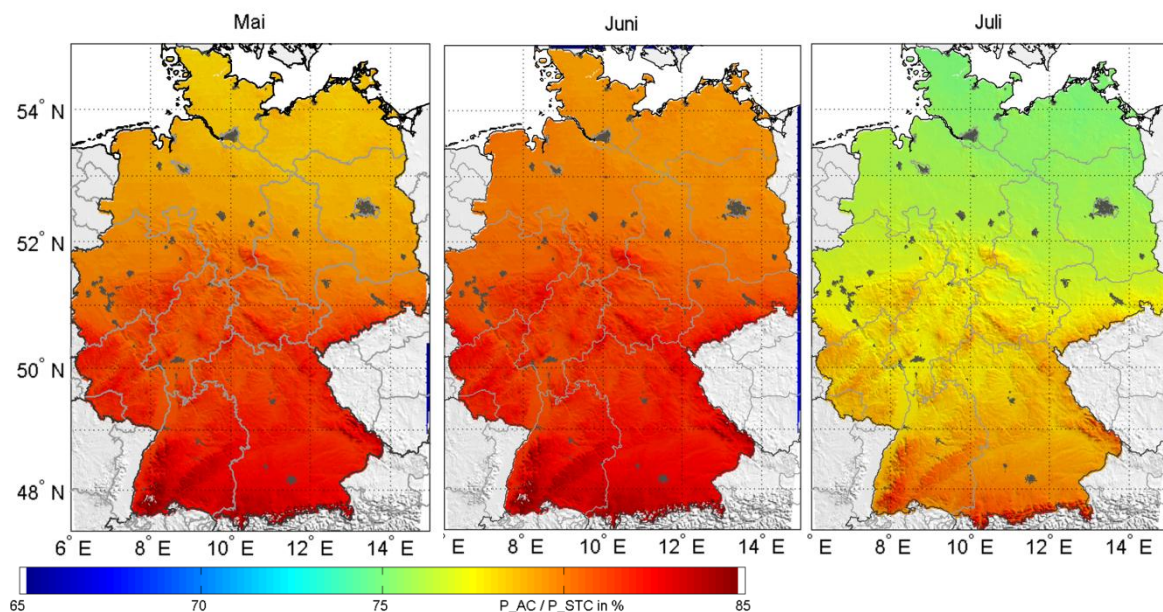 Mai Juni Juli
54° N
52° N
50° N
48° N
6° E 8° E 10° E 12° E 14° E ° E 8° E 10° E 12° E 14° E ° E 8° E 10° E 12° E 14° E
65 70 75 P_AC / P_STC in % 85